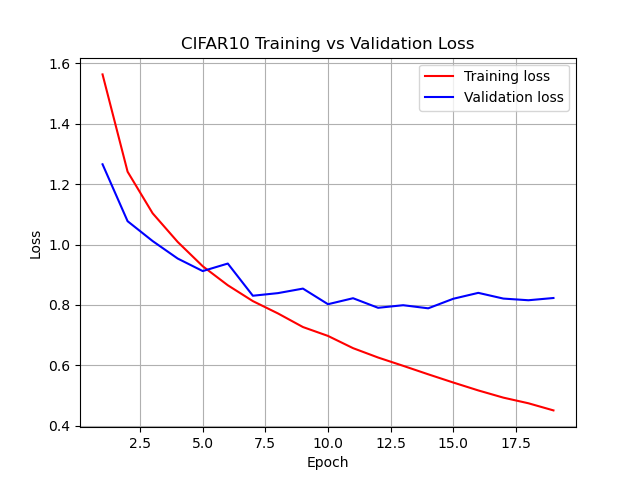 CIFAR10 Training vs Validation Loss
Training loss
Validation loss
1.6
1.4
1.2
1.0
0.8
0.6
0.4
Loss
2.5 5.0 7.5 10.0 12.5 15.0 17.5
Epoch